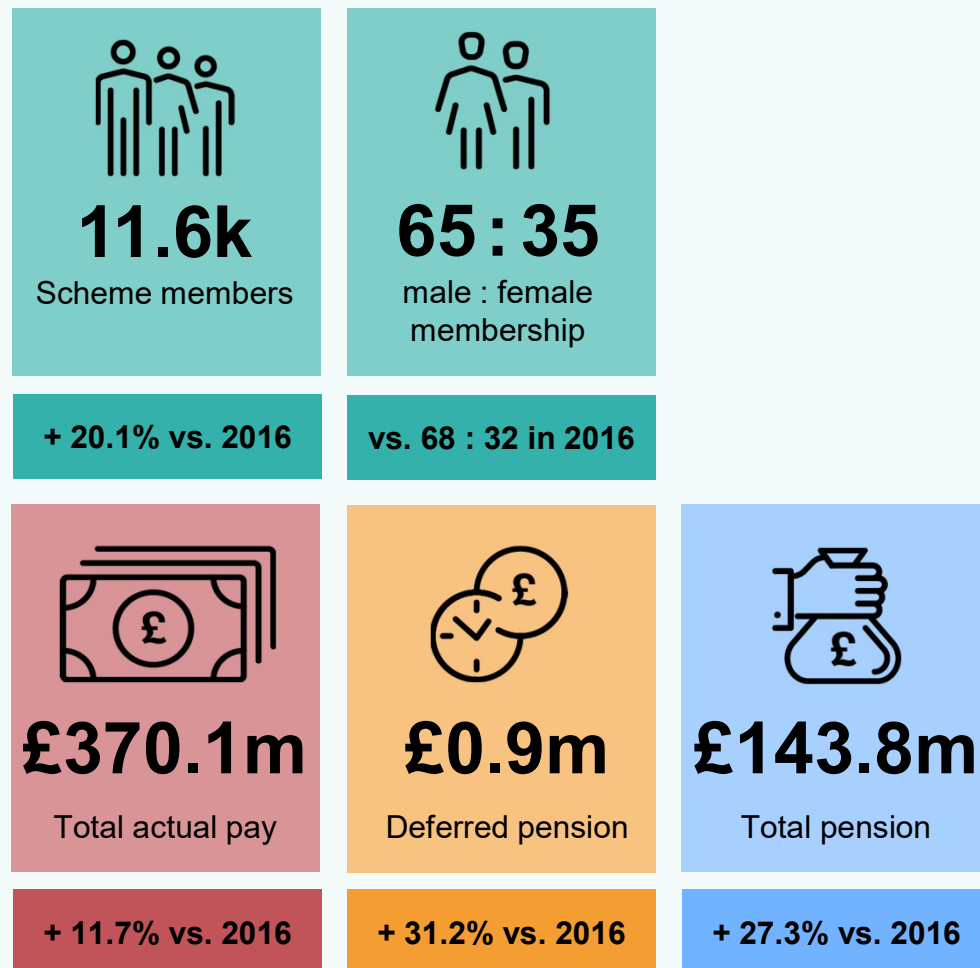 11.6k
Scheme members
+ 20.1% vs. 2016
65 : 35
male : female
membership
vs. 68 : 32 in 2016
£
£370.1m
Total actual pay
+ 11.7% vs. 2016
£
£0.9m
Deferred pension
+ 31.2% vs. 2016
£
£143.8m
Total pension
+ 27.3% vs. 2016